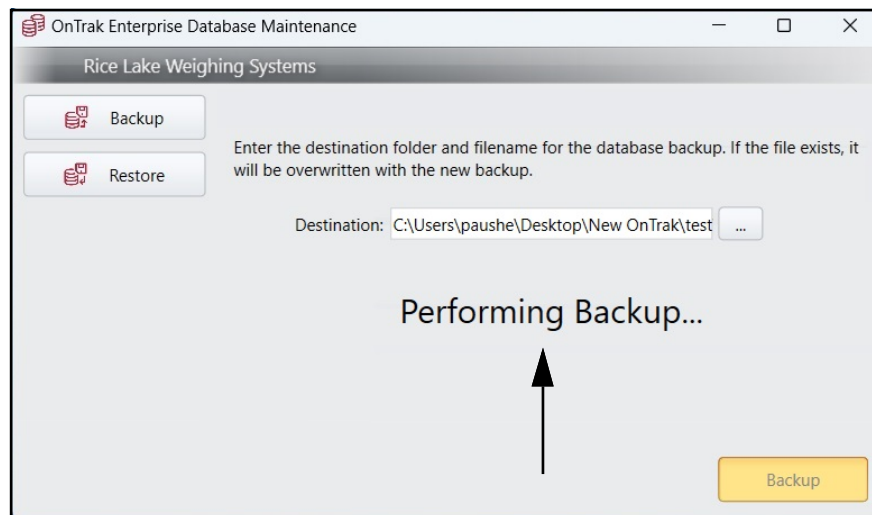 OnTrak Enterprise Database Maintenance
Rice Lake Weighing Systems
Backup
Restore
Enter the destination folder and filename for the database backup. If the file exists, it
will be overwritten with the new backup.
Destination: C:\Users\paushe\Desktop\New OnTrak\test ...
Performing Backup...
Backup